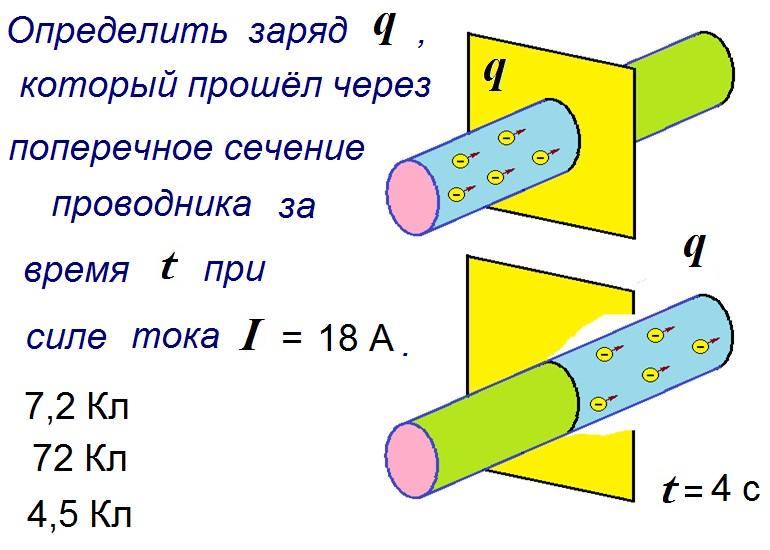 Определить заряд q ,
который прошёл через
поперечное сечение
проводника за
время t при
силе тока I = 18 А .
7,2 Кл
72 Кл
4,5 Кл
q
q
t = 4 с